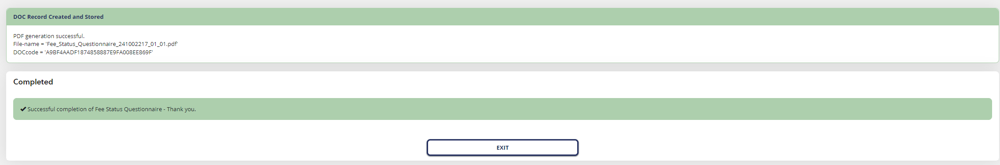 DOC Record Created and Stored
PDF generation successful.
File-name = 'Fee_Status_Questionnaire_241002217_01_01.pdf'
DOCcode = 'A9BF4AADF1874858887E9FA008EE869F'
Completed
✔ Successful completion of Fee Status Questionnaire - Thank you.
EXIT